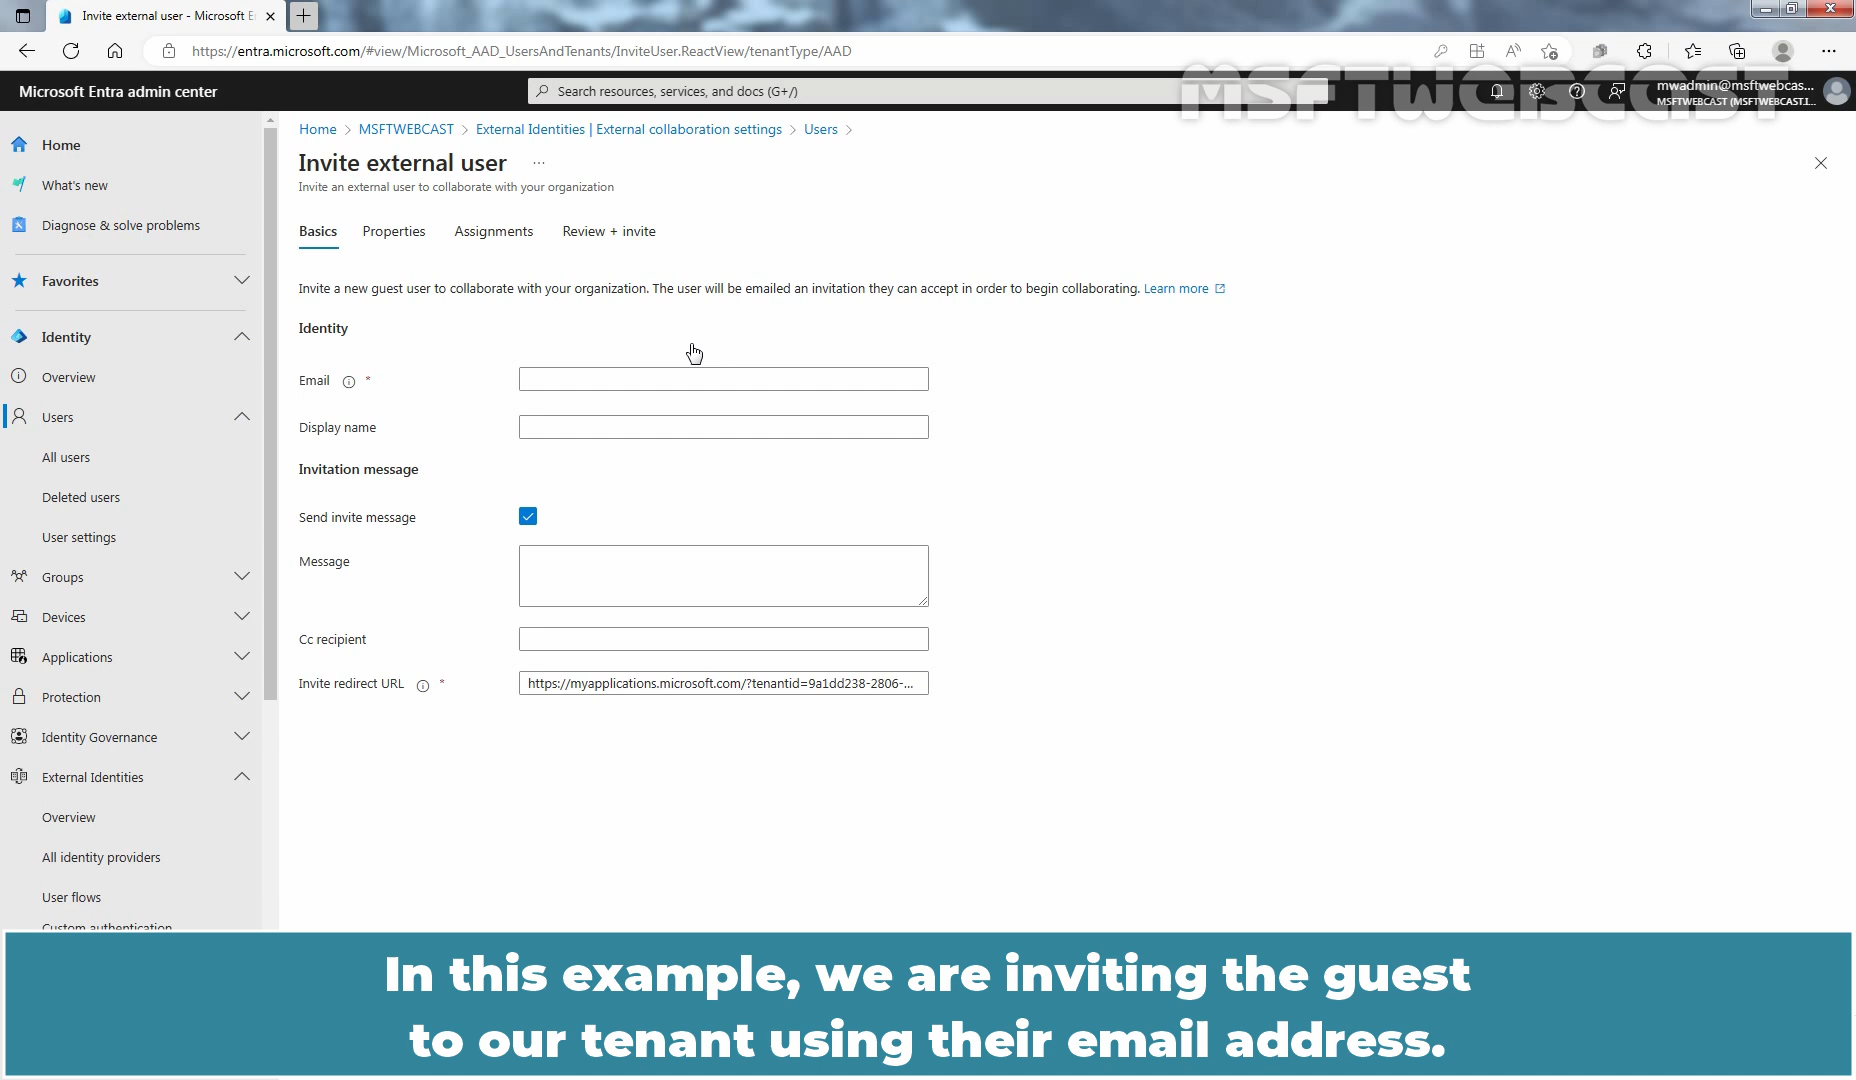 Invite external user - Microsoft E
https://entra.microsoft.com/#view/Microsoft_AAD_UsersAndTenants/InviteUser.ReactView/tenantType/AAD
Microsoft Entra admin center
Search resources, services, and docs (G+/)
MSFTWEBCAST
mwadmin@msftwebcas...
MSFTWEBCAST (MSFTWEBCAST.I...
Home > MSFTWEBCAST > External Identities | External collaboration settings > Users >
Invite external user ...
Invite an external user to collaborate with your organization
Basics Properties Assignments Review + invite
Invite a new guest user to collaborate with your organization. The user will be emailed an invitation they can accept in order to begin collaborating. Learn more
Identity
Email *
Display name
Invitation message
Send invite message
Message
Cc recipient
Invite redirect URL *
https://myapplications.microsoft.com/?tenantid=9a1dd238-2806-...
Home
What's new
Diagnose & solve problems
Favorites
Identity
Overview
Users
All users
Deleted users
User settings
Groups
Devices
Applications
Protection
Identity Governance
External Identities
Overview
All identity providers
User flows
Custom authentication
In this example, we are inviting the guest
to our tenant using their email address.